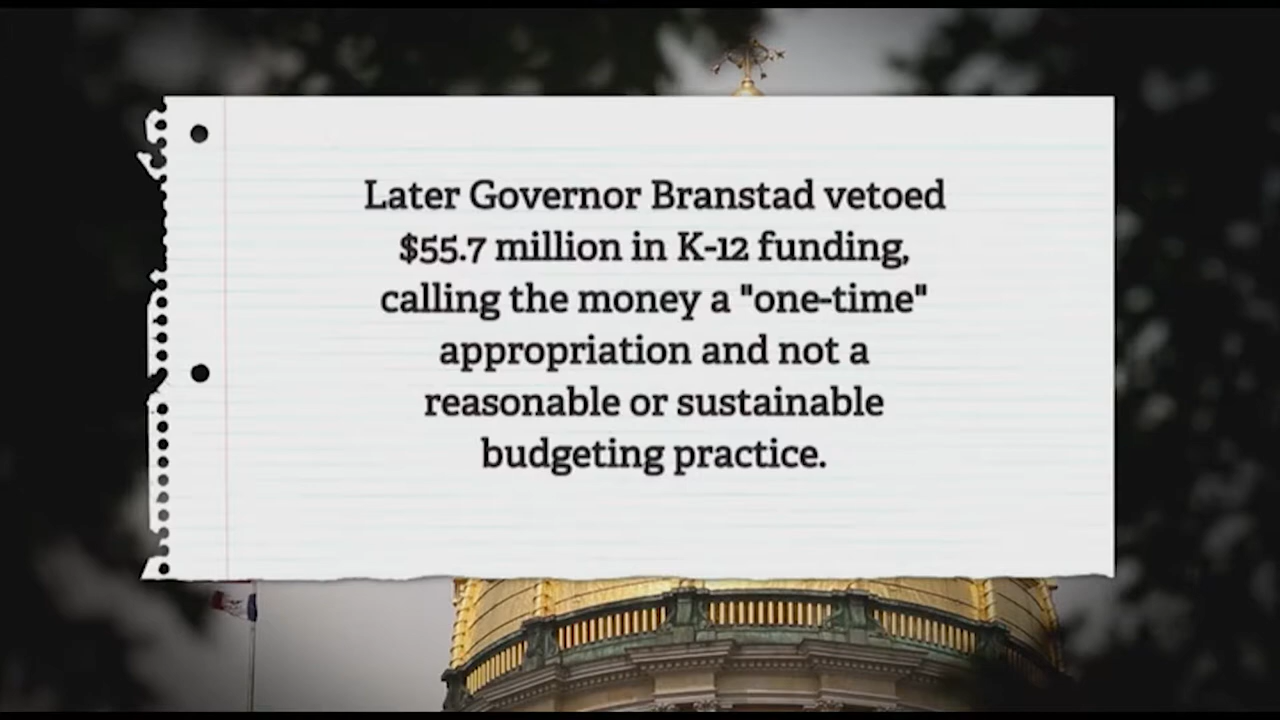 Later Governor Branstad vetoed
$55.7 million in K-12 funding,
calling the money a "one-time"
appropriation and not a
reasonable or sustainable
budgeting practice.